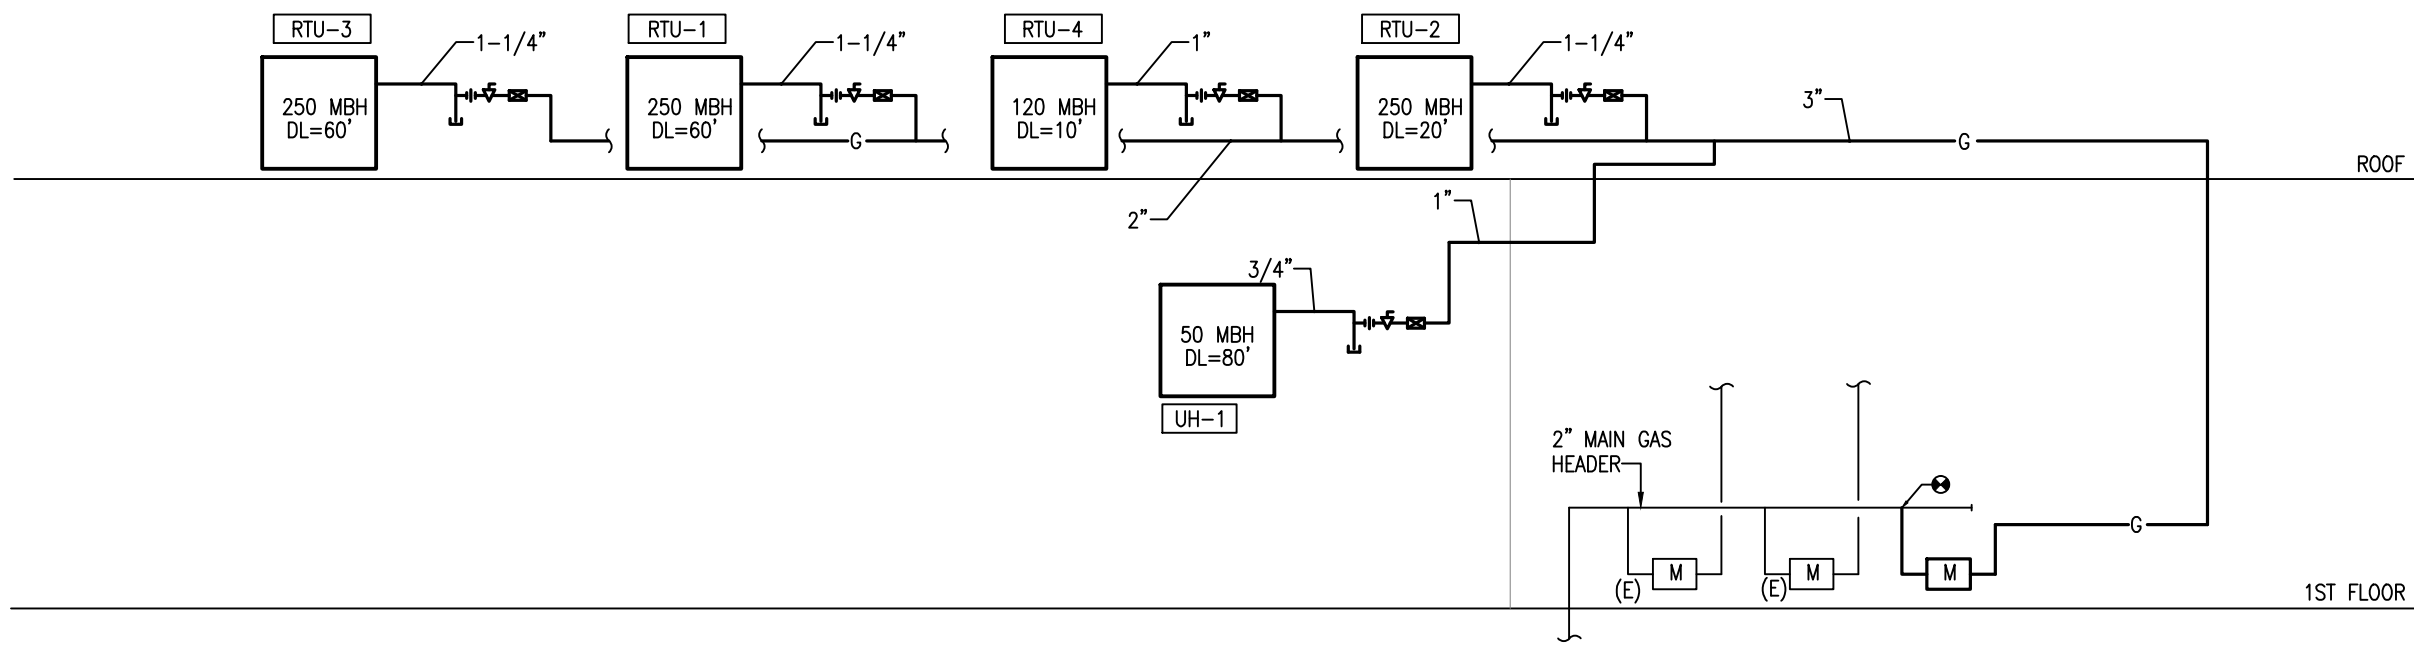 RTU-3
RTU-1
RTU-4
RTU-2
1-1/4"
1-1/4"
1"
1-1/4"
250 MBH
DL=60'
250 MBH
DL=60'
120 MBH
DL=10'
250 MBH
DL=20'
3"
G
G
ROOF
2"
1"
3/4"
50 MBH
DL=80'
UH-1
2" MAIN GAS
HEADER
G
M
M
M
(E)
(E)
1ST FLOOR